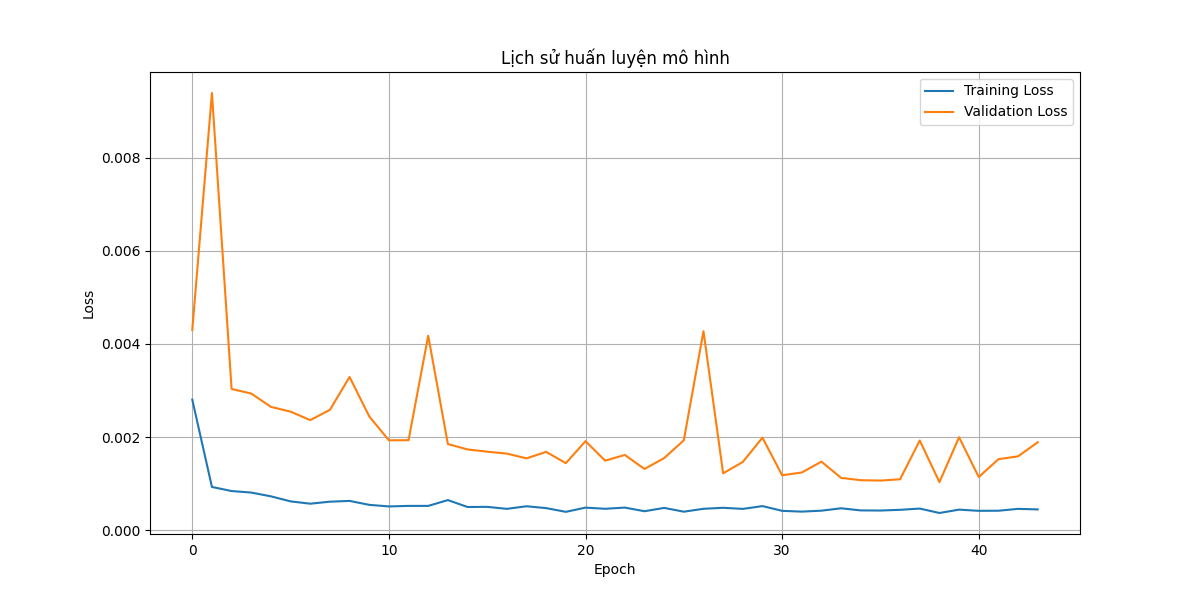 Lịch sử huấn luyện mô hình
Training Loss
Validation Loss
Loss
0.008
0.006
0.004
0.002
0.000
0
10
20
30
40
Epoch